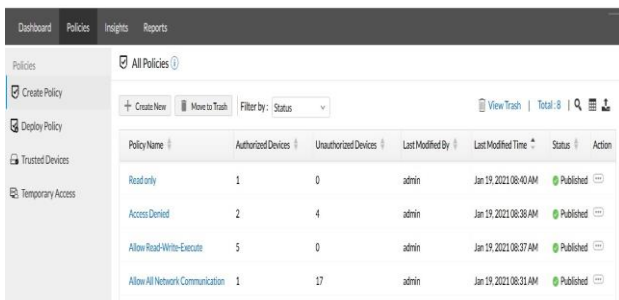 Dashboard Policies Insights Reports
Policies
All Policies
Create Policy
Deploy Policy
Trusted Devices
Temporary Access
+ Create New Move to Trash Filter by : Status
View Trash | Total : 8 |
Policy Name Authorized Devices Unauthorized Devices Last Modified By Last Modified Time Status Action
Read only 1 0 admin Jan 19, 2021 08:40 AM Published
Access Denied 2 4 admin Jan 19, 2021 08:38 AM Published
Allow Read-Write-Execute 5 0 admin Jan 19, 2021 08:37 AM Published
Allow All Network Communication 1 17 admin Jan 19, 2021 08:31 AM Published